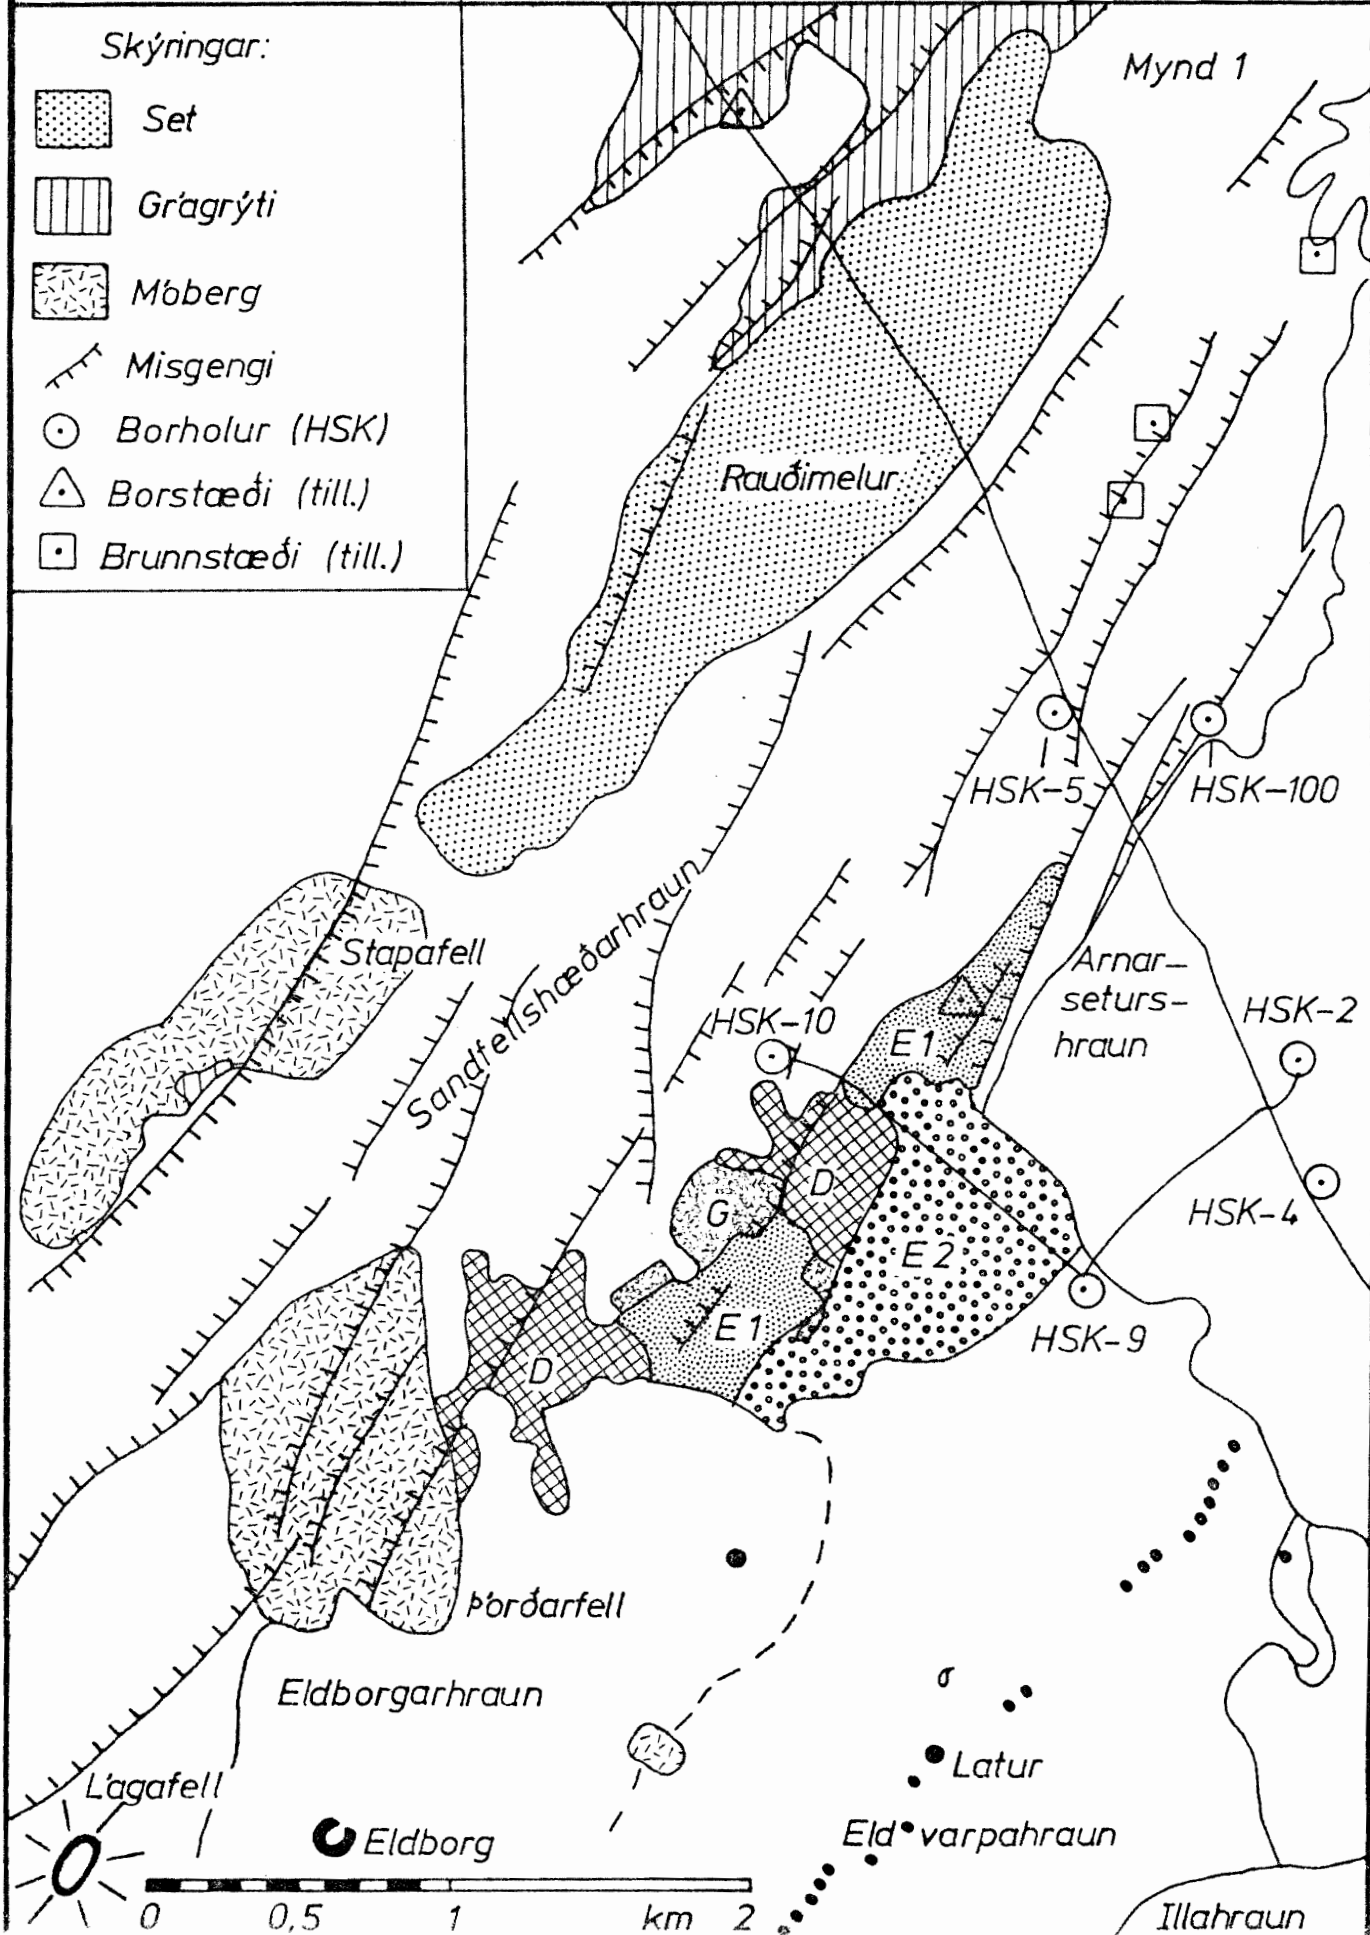 Skýringar:
Set
Grágrýti
Móberg
Misgengi
Borholur (HSK)
Borstæði (till.)
Brunnstæði (till.)
Mynd 1
Rauðimelur
HSK-5
HSK-100
Stapafell
Sandfellshæðarhraun
HSK-10
E1
Arnar-
seturs-
hraun
HSK-2
HSK-4
D
G
E2
E1
HSK-9
D
Þórðarfell
Eldborgarhraun
Lágafell
Latur
Eldborg
Eldvarpahraun
0 0,5 1 km 2
Illahraun